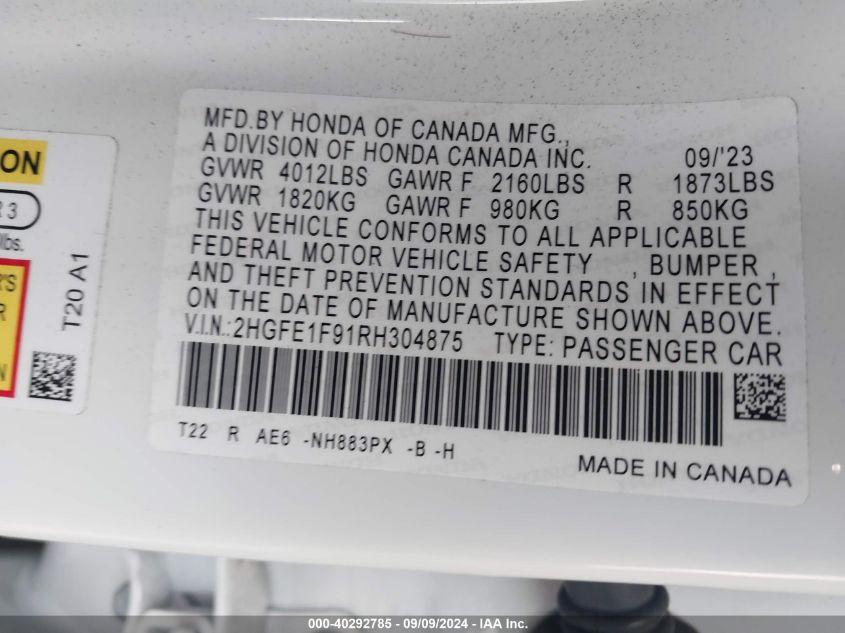 ON
R 3
lbs.
R'S
R
N
T20 A1
MFD.BY HONDA OF CANADA MFG.,
A DIVISION OF HONDA CANADA INC. 09/'23
GVWR 4012LBS GAWR F 2160LBS R 1873LBS
GVWR 1820KG GAWR F 980KG R 850KG
THIS VEHICLE CONFORMS TO ALL APPLICABLE
FEDERAL MOTOR VEHICLE SAFETY , BUMPER ,
AND THEFT PREVENTION STANDARDS IN EFFECT
ON THE DATE OF MANUFACTURE SHOWN ABOVE.
V.I.N.:2HGFE1F91RH304875 TYPE: PASSENGER CAR
T22 R AE6 -NH883PX -B -H
MADE IN CANADA
000-40292785 - 09/09/2024 - IAA Inc.